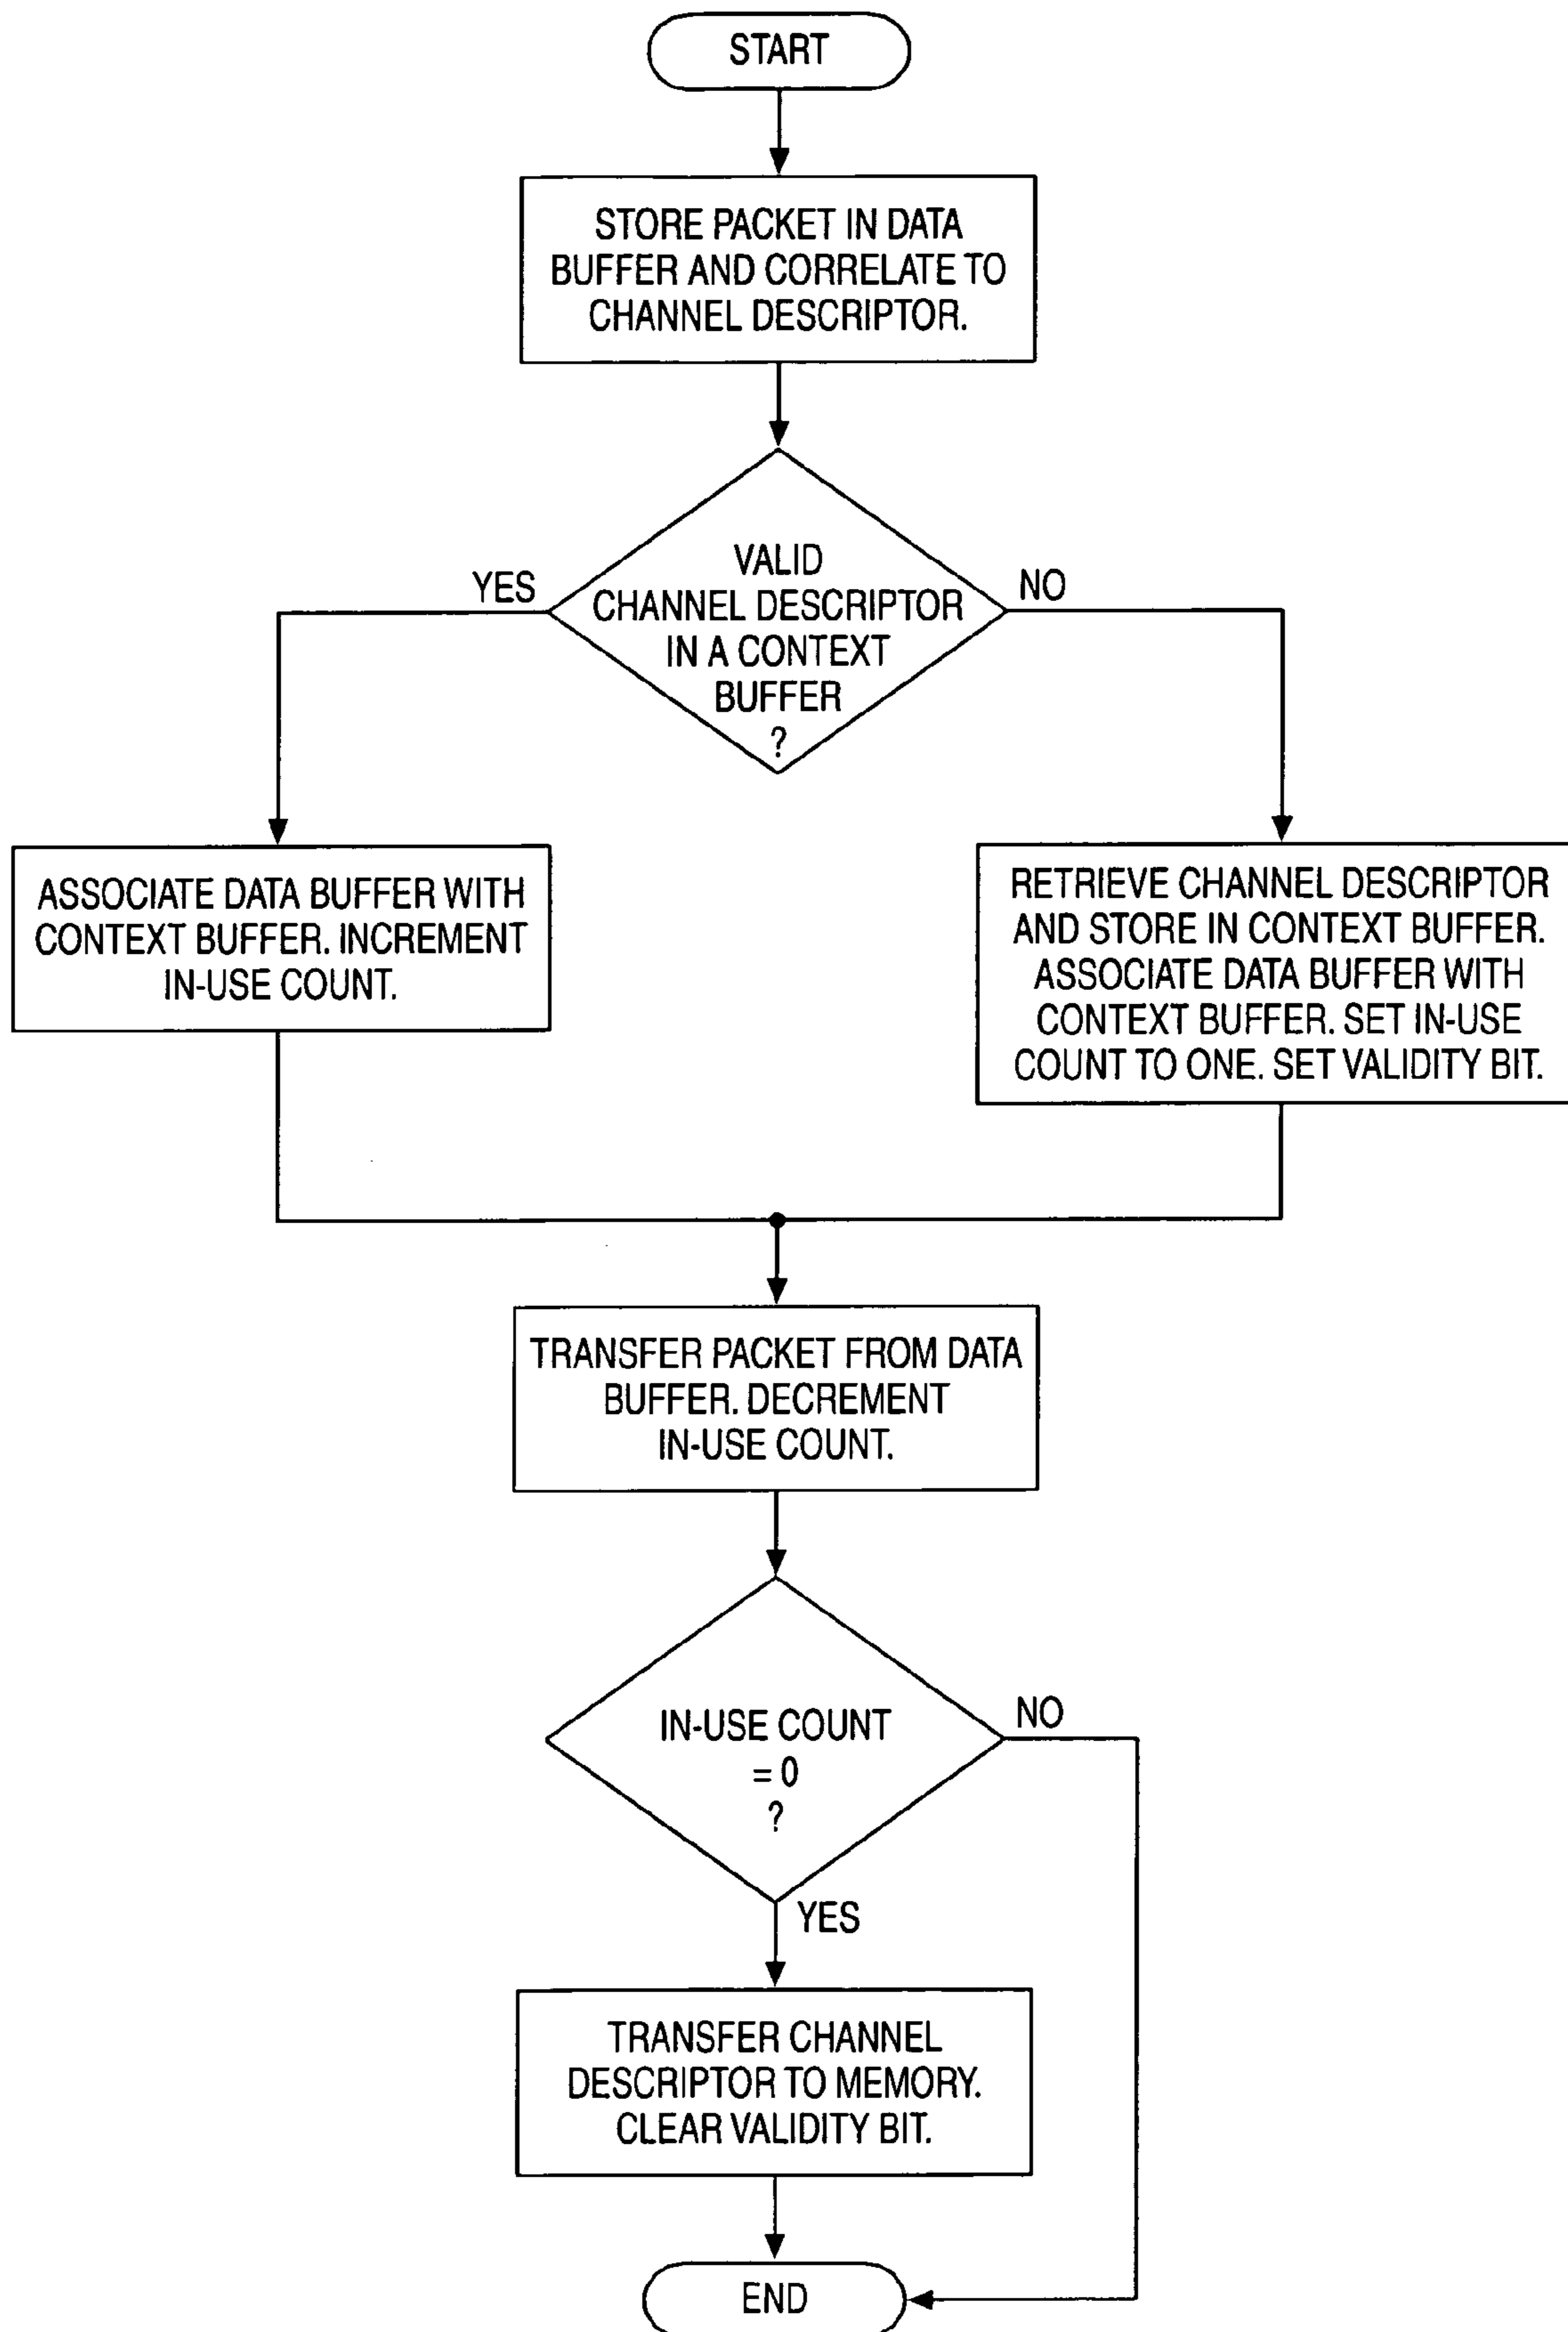 START
STORE PACKET IN DATA
BUFFER AND CORRELATE TO
CHANNEL DESCRIPTOR.
VALID
CHANNEL DESCRIPTOR
IN A CONTEXT
BUFFER
?
YES
NO
ASSOCIATE DATA BUFFER WITH
CONTEXT BUFFER. INCREMENT
IN-USE COUNT.
RETRIEVE CHANNEL DESCRIPTOR
AND STORE IN CONTEXT BUFFER.
ASSOCIATE DATA BUFFER WITH
CONTEXT BUFFER. SET IN-USE
COUNT TO ONE. SET VALIDITY BIT.
TRANSFER PACKET FROM DATA
BUFFER. DECREMENT
IN-USE COUNT.
IN-USE COUNT
= 0
?
NO
YES
TRANSFER CHANNEL
DESCRIPTOR TO MEMORY.
CLEAR VALIDITY BIT.
END